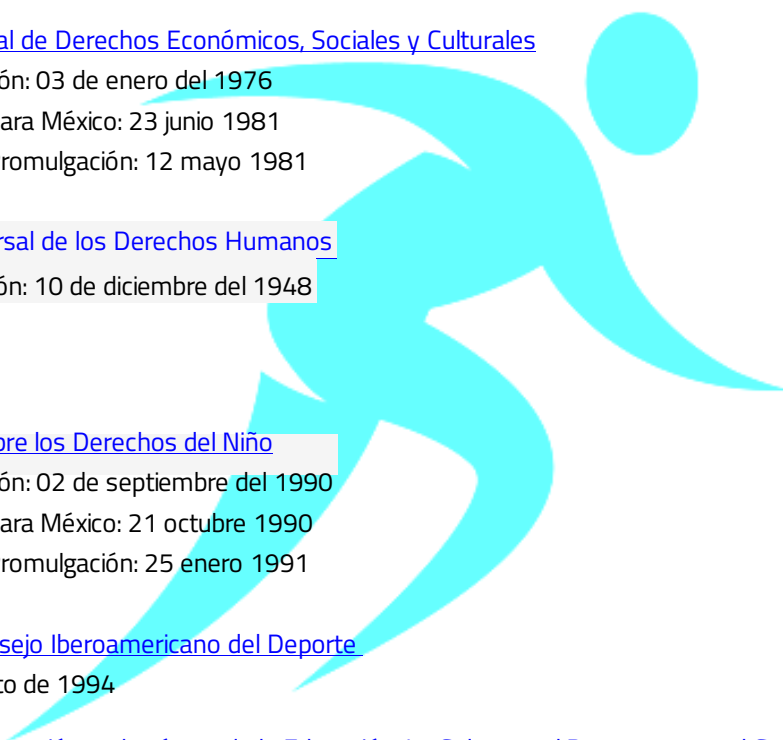 al de Derechos Económicos, Sociales y Culturales
ón: 03 de enero del 1976
ara México: 23 junio 1981
romulgación: 12 mayo 1981
rsal de los Derechos Humanos
ón: 10 de diciembre del 1948
bre los Derechos del Niño
ón: 02 de septiembre del 1990
ara México: 21 octubre 1990
romulgación: 25 enero 1991
sejo Iberoamericano del Deporte
to de 1994